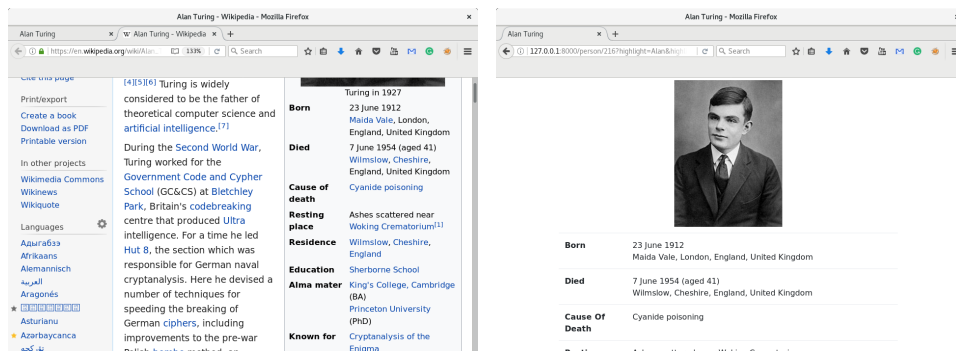 Alan Turing - Wikipedia - Mozilla Firefox
Alan Turing
W Alan Turing - Wikipedia
https://en.wikipedia.org/wiki/Alan
133%
Search
Cite this page
Print/export
Create a book
Download as PDF
Printable version
In other projects
Wikimedia Commons
Wikinews
Wikiquote
Languages
Адыгабзэ
Afrikaans
Alemannisch
العربية
Aragonés
Asturianu
Azərbaycanca
تۆرکجه
[4][5][6] Turing is widely
considered to be the father of
theoretical computer science and
artificial intelligence.[7]
During the Second World War,
Turing worked for the
Government Code and Cypher
School (GC&CS) at Bletchley
Park, Britain's codebreaking
centre that produced Ultra
intelligence. For a time he led
Hut 8, the section which was
responsible for German naval
cryptanalysis. Here he devised a
number of techniques for
speeding the breaking of
German ciphers, including
improvements to the pre-war
Polish bombe method, an
Turing in 1927
Born 23 June 1912
Maida Vale, London,
England, United Kingdom
Died 7 June 1954 (aged 41)
Wilmslow, Cheshire,
England, United Kingdom
Cause of death Cyanide poisoning
Resting place Ashes scattered near
Woking Crematorium[1]
Residence Wilmslow, Cheshire,
England
Education Sherborne School
Alma mater King's College, Cambridge
(BA)
Princeton University
(PhD)
Known for Cryptanalysis of the
Enigma,
Alan Turing - Mozilla Firefox
Alan Turing
127.0.0.1:8000/person/216?highlight=Alan&high
Search
Born 23 June 1912
Maida Vale, London, England, United Kingdom
Died 7 June 1954 (aged 41)
Wilmslow, Cheshire, England, United Kingdom
Cause Of Death Cyanide poisoning